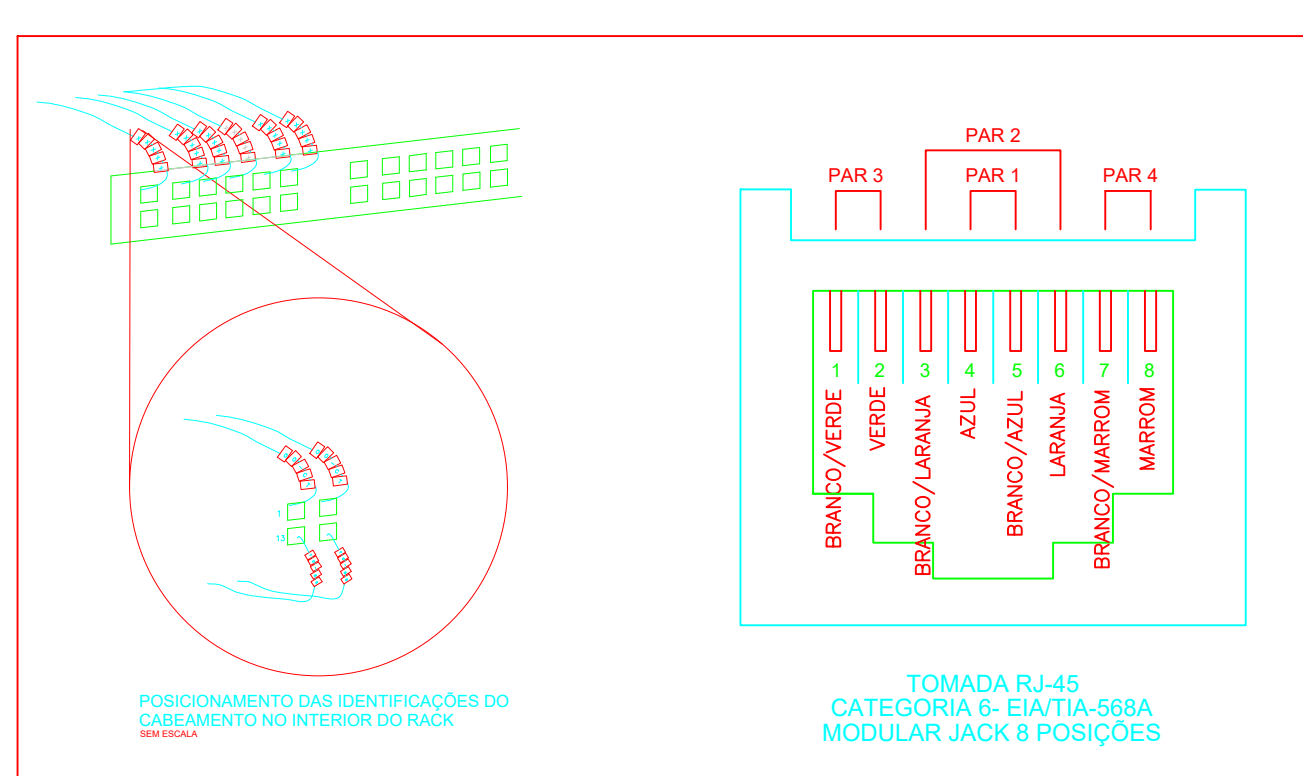 1
13
POSICIONAMENTO DAS IDENTIFICAÇÕES DO
CABEAMENTO NO INTERIOR DO RACK
SEM ESCALA
PAR 2
PAR 3
PAR 1
PAR 4
1 2 3 4 5 6 7 8
BRANCO/VERDE
VERDE
BRANCO/LARANJA
AZUL
BRANCO/AZUL
LARANJA
BRANCO/MARROM
MARROM
TOMADA RJ-45
CATEGORIA 6- EIA/TIA-568A
MODULAR JACK 8 POSIÇÕES